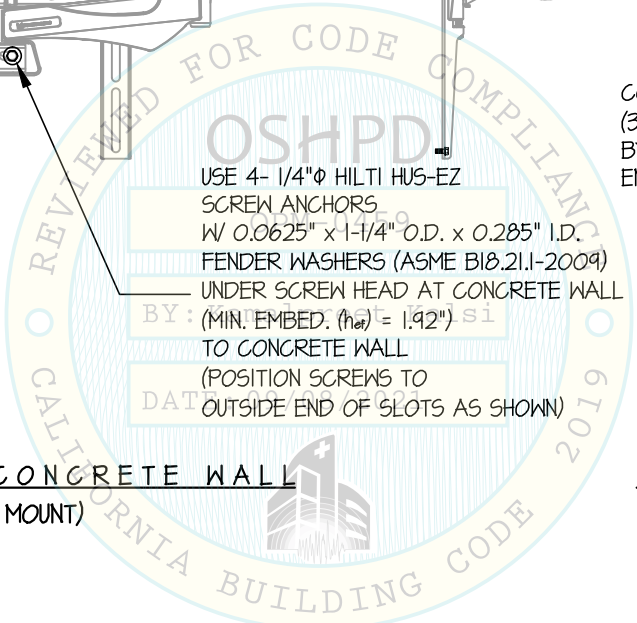 REVIEWED FOR CODE COMPLIANCE
OSHPD
USE 4- 1/4"Φ HILTI HUS-EZ
SCREW ANCHORS
OPM-0459
W/ 0.0625" x 1-1/4" O.D. x 0.285" I.D.
FENDER WASHERS (ASME B18.21.1-2009)
UNDER SCREW HEAD AT CONCRETE WALL
BY: Kamalpreet Kalsi
(MIN. EMBED. (hef) = 1.92")
TO CONCRETE WALL
(POSITION SCREWS TO
DATE: 09/08/2021
OUTSIDE END OF SLOTS AS SHOWN)
CONCRETE WALL
MOUNT)
CALIFORNIA BUILDING CODE 2019
(3